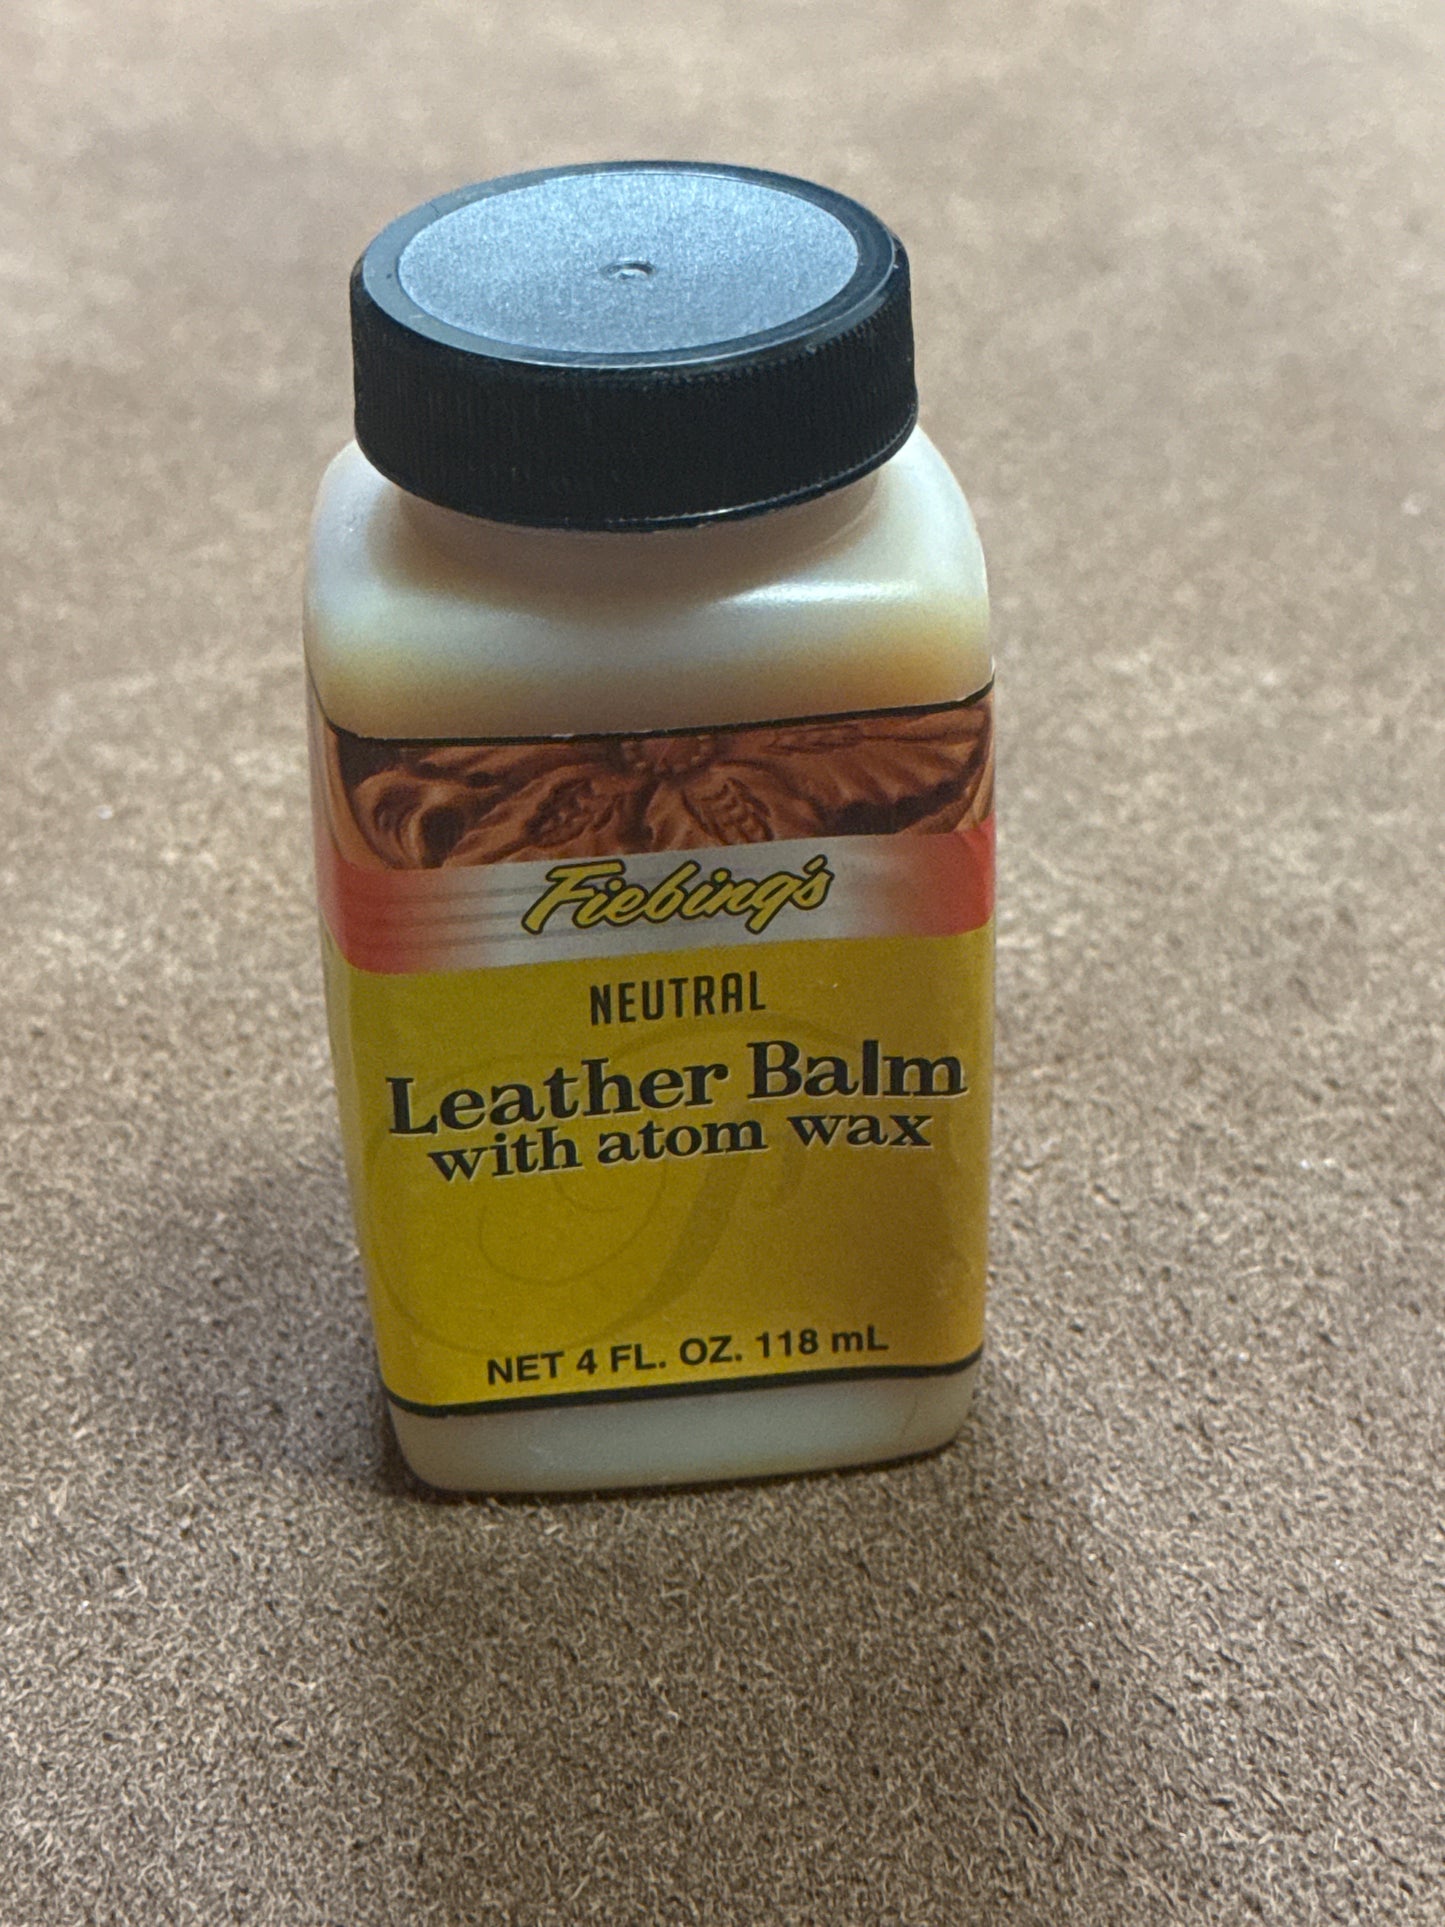 Fiebing's
NEUTRAL
Leather Balm
with atom wax
NET 4 FL. OZ. 118 mL